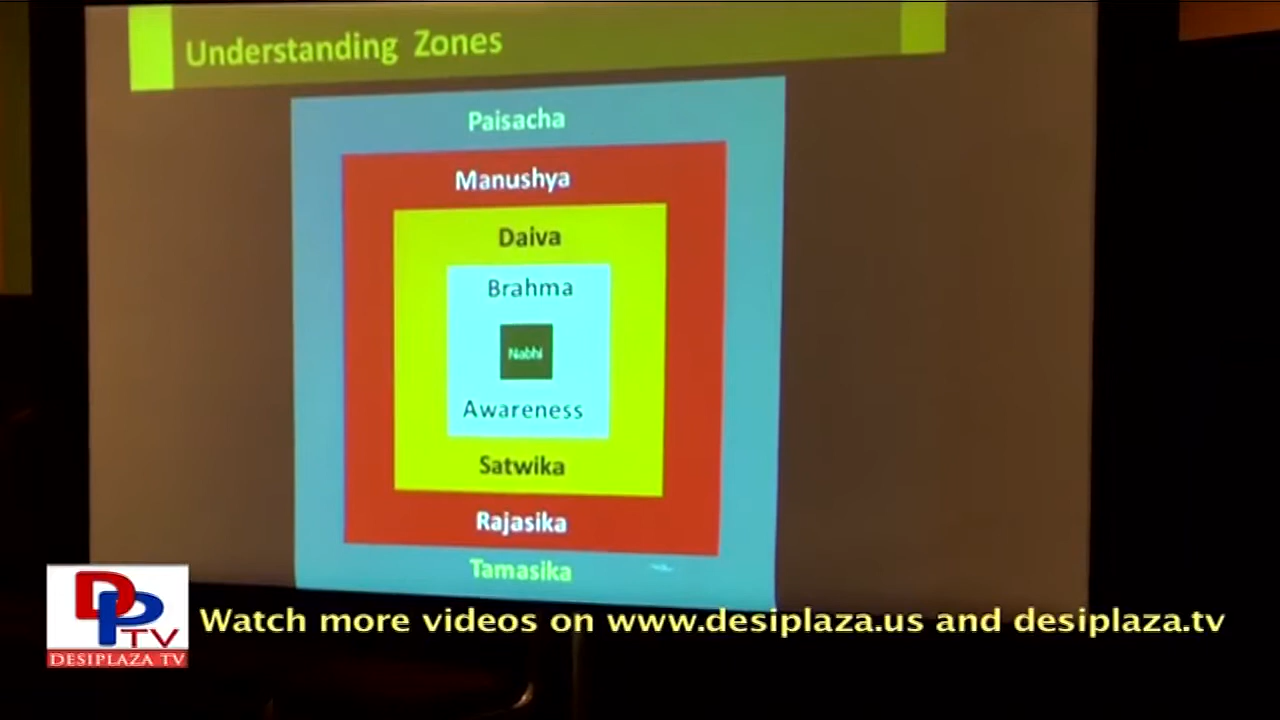 Understanding Zones
Paisacha
Manushya
Daiva
Brahma
Nabhi
Awareness
Satwika
Rajasika
Tamasika
DP
TV
DESIPLAZA TV
Watch more videos on www.desiplaza.us and desiplaza.tv